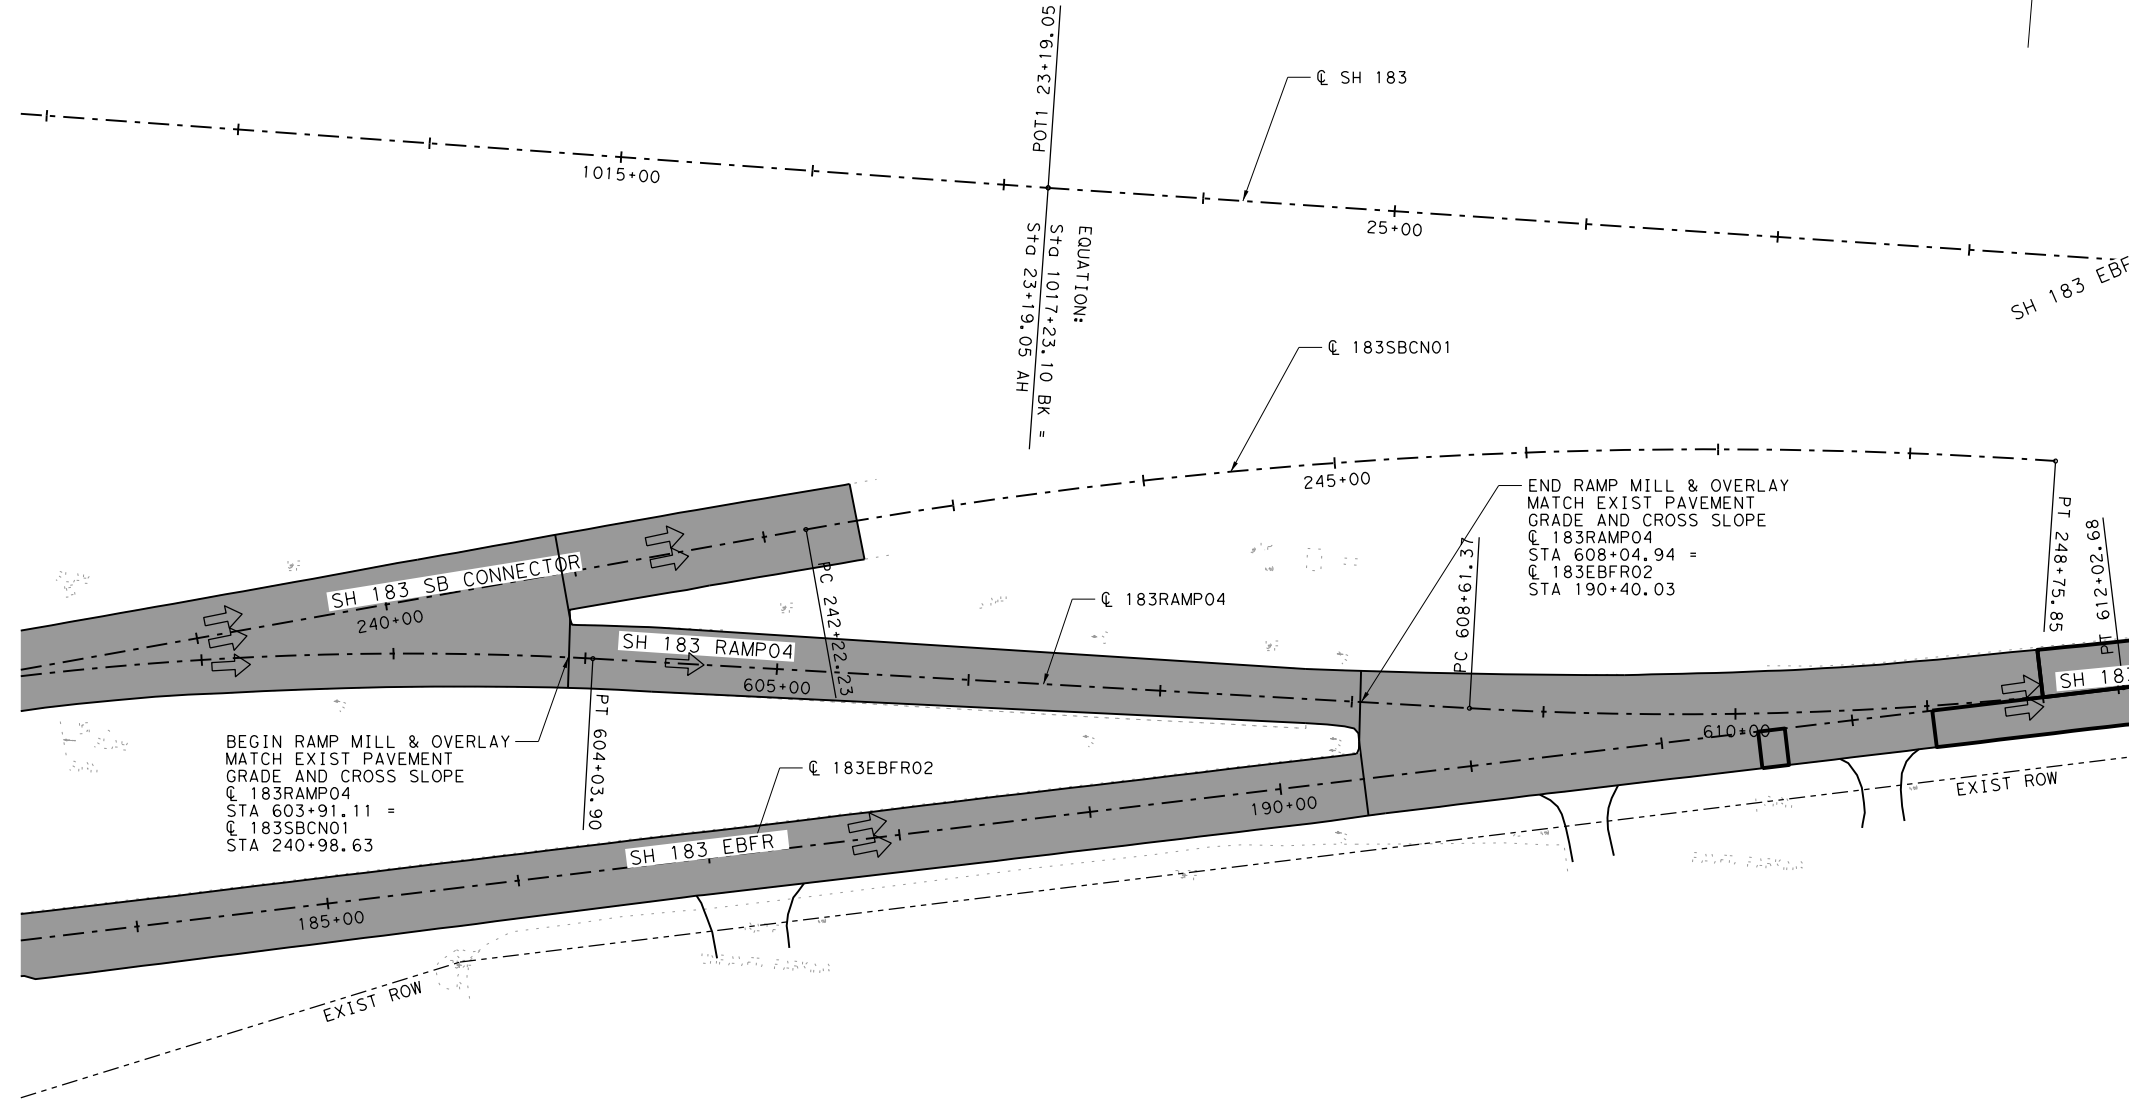 POT1 23+19.05
℄ SH 183
1015+00
25+00
EQUATION:
Sta 1017+23.10 BK =
Sta 23+19.05 AH
SH 183 EBF
℄ 183SBCN01
245+00
END RAMP MILL & OVERLAY
MATCH EXIST PAVEMENT
GRADE AND CROSS SLOPE
℄ 183RAMP04
STA 608+04.94 =
℄ 183EBFR02
STA 190+40.03
PC 608+61.37
PT 248+75.85
PT 612+02.68
SH 183 SB CONNECTOR
240+00
PC 242+22.23
℄ 183RAMP04
SH 183 RAMP04
605+00
SH 183
610+00
PT 604+03.90
BEGIN RAMP MILL & OVERLAY
MATCH EXIST PAVEMENT
GRADE AND CROSS SLOPE
℄ 183RAMP04
STA 603+91.11 =
℄ 183SBCN01
STA 240+98.63
℄ 183EBFR02
190+00
EXIST ROW
SH 183 EBFR
185+00
EXIST ROW